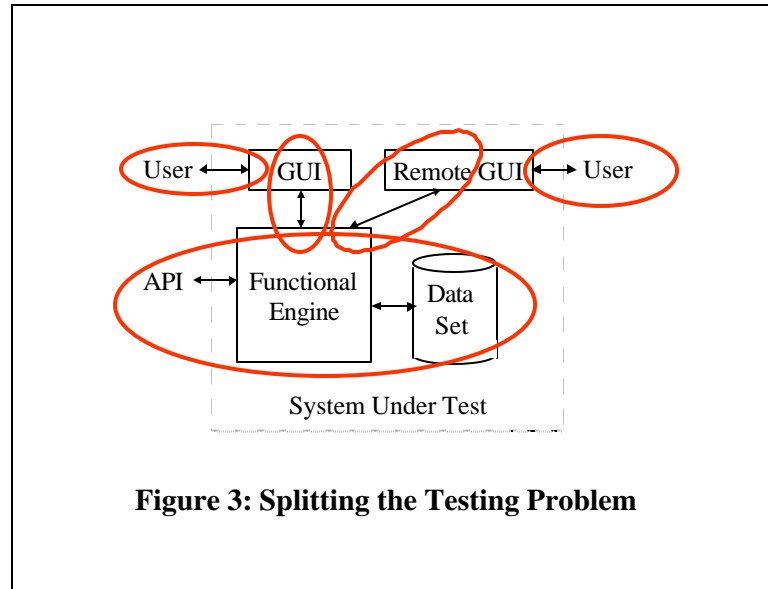 User
GUI
Remote GUI
User
API
Functional
Engine
Data
Set
System Under Test
Figure 3: Splitting the Testing Problem